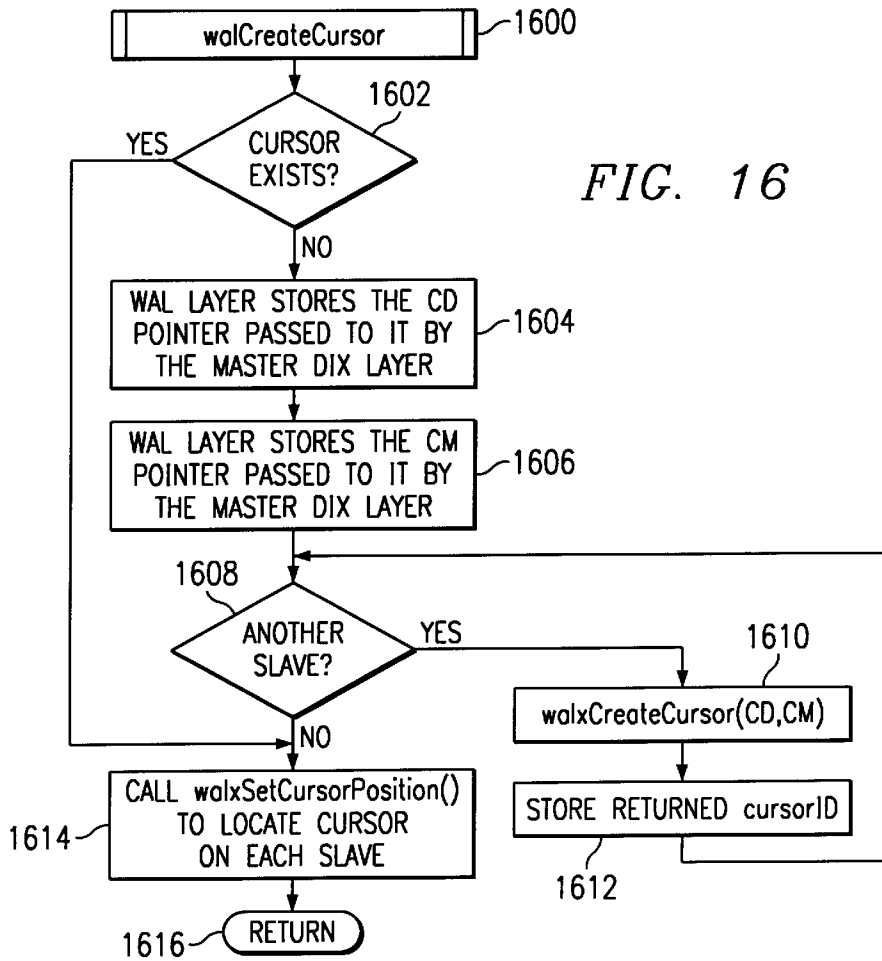 walCreateCursor
1600
1602
YES
CURSOR
EXISTS?
FIG. 16
NO
WAL LAYER STORES THE CD
POINTER PASSED TO IT BY
THE MASTER DIX LAYER
1604
WAL LAYER STORES THE CM
POINTER PASSED TO IT BY
THE MASTER DIX LAYER
1606
1608
ANOTHER
SLAVE?
YES
1610
walxCreateCursor(CD,CM)
NO
CALL walxSetCursorPosition()
TO LOCATE CURSOR
ON EACH SLAVE
1614
STORE RETURNED cursorID
1612
RETURN
1616